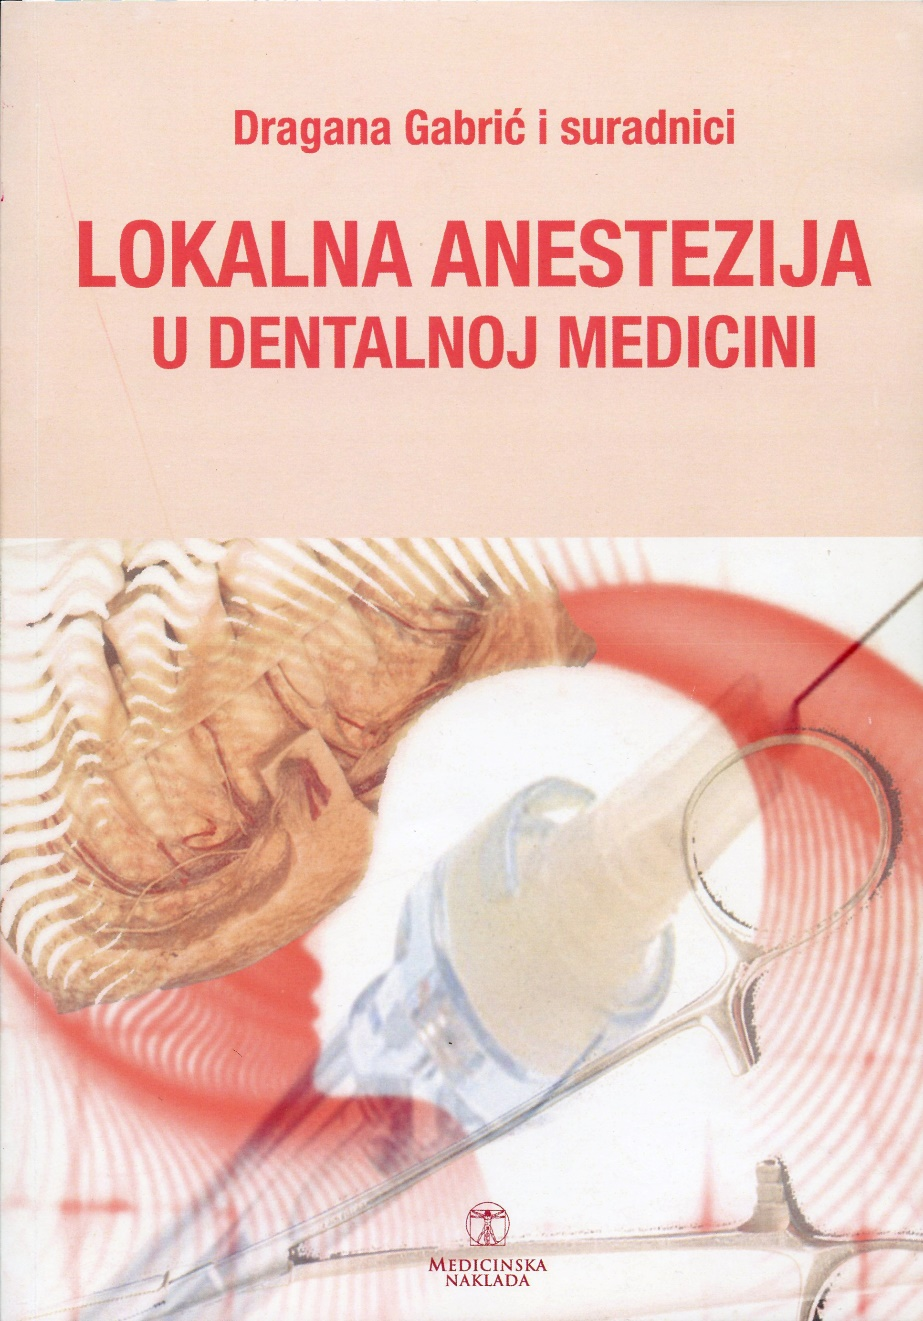 Dragana Gabrić i suradnici
LOKALNA ANESTEZIJA
U DENTALNOJ MEDICINI
MEDICINSKA
NAKLADA